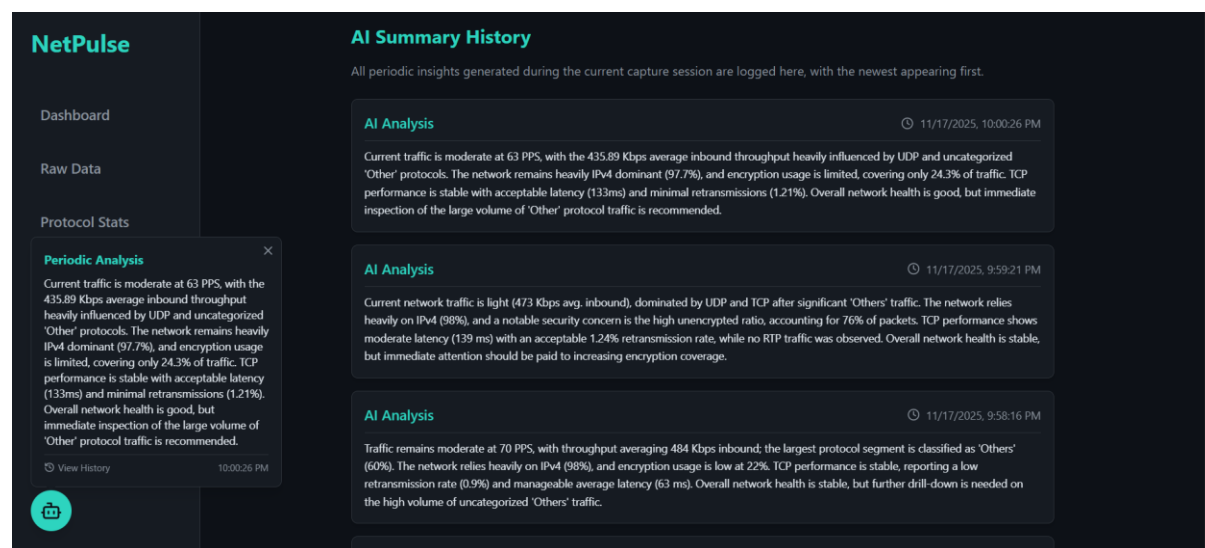 NetPulse
Dashboard
Raw Data
Protocol Stats
Periodic Analysis
Current traffic is moderate at 63 PPS, with the
435.89 Kbps average inbound throughput
heavily influenced by UDP and uncategorized
'Other' protocols. The network remains heavily
IPv4 dominant (97.7%), and encryption usage
is limited, covering only 24.3% of traffic. TCP
performance is stable with acceptable latency
(133ms) and minimal retransmissions (1.21%).
Overall network health is good, but
immediate inspection of the large volume of
'Other' protocol traffic is recommended.
View History
10:00:26 PM
AI Summary History
All periodic insights generated during the current capture session are logged here, with the newest appearing first.
AI Analysis
11/17/2025, 10:00:26 PM
Current traffic is moderate at 63 PPS, with the 435.89 Kbps average inbound throughput heavily influenced by UDP and uncategorized
'Other' protocols. The network remains heavily IPv4 dominant (97.7%), and encryption usage is limited, covering only 24.3% of traffic. TCP
performance is stable with acceptable latency (133ms) and minimal retransmissions (1.21%). Overall network health is good, but immediate
inspection of the large volume of 'Other' protocol traffic is recommended.
AI Analysis
11/17/2025, 9:59:21 PM
Current network traffic is light (473 Kbps avg. inbound), dominated by UDP and TCP after significant 'Others' traffic. The network relies
heavily on IPv4 (98%), and a notable security concern is the high unencrypted ratio, accounting for 76% of packets. TCP performance shows
moderate latency (139 ms) with an acceptable 1.24% retransmission rate, while no RTP traffic was observed. Overall network health is stable,
but immediate attention should be paid to increasing encryption coverage.
AI Analysis
11/17/2025, 9:58:16 PM
Traffic remains moderate at 70 PPS, with throughput averaging 484 Kbps inbound; the largest protocol segment is classified as 'Others'
(60%). The network relies heavily on IPv4 (98%), and encryption usage is low at 22%. TCP performance is stable, reporting a low
retransmission rate (0.9%) and manageable average latency (63 ms). Overall network health is stable, but further drill-down is needed on
the high volume of uncategorized 'Others' traffic.